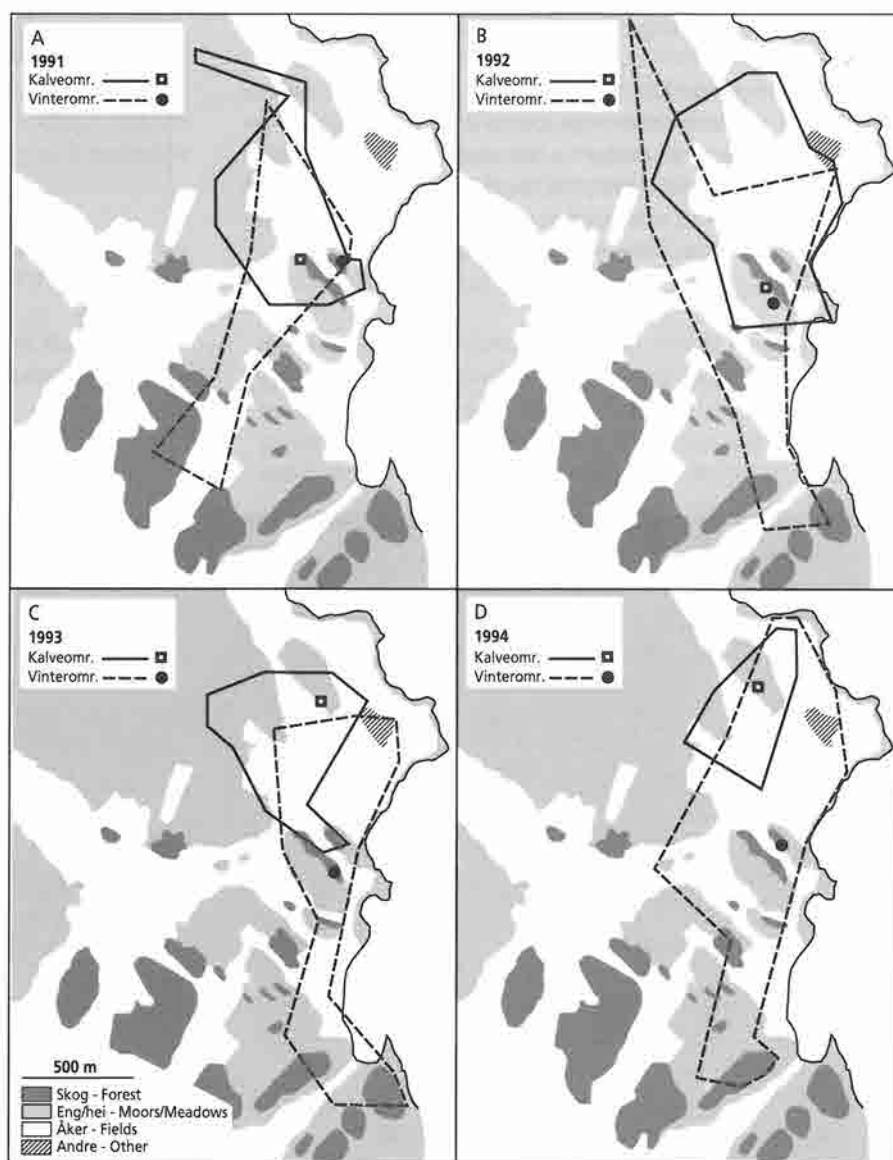 A
1991
Kalveomr.
Vinteromr.
B
1992
Kalveomr.
Vinteromr.
C
1993
Kalveomr.
Vinteromr.
500 m
Skog - Forest
Eng/hei - Moors/Meadows
Åker - Fields
Andre - Other
D
1994
Kalveomr.
Vinteromr.